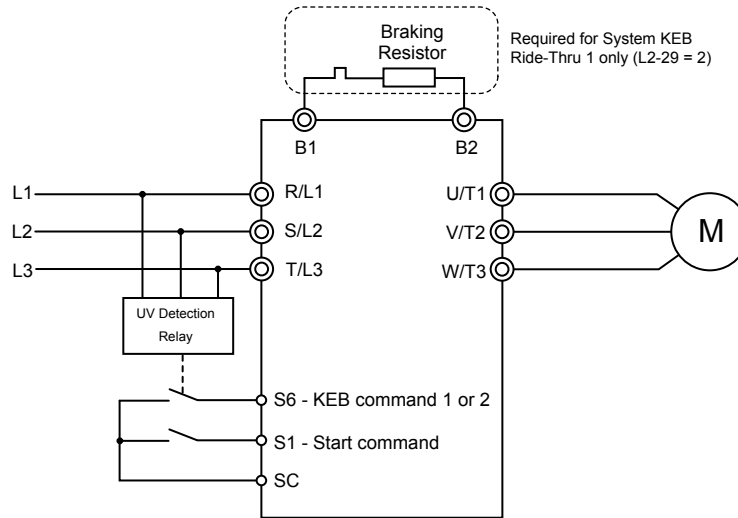 Braking
Resistor
Required for System KEB
Ride-Thru 1 only (L2-29 = 2)
B1
B2
L1
R/L1
U/T1
L2
S/L2
V/T2
M
L3
T/L3
W/T3
UV Detection
Relay
S6 - KEB command 1 or 2
S1 - Start command
SC